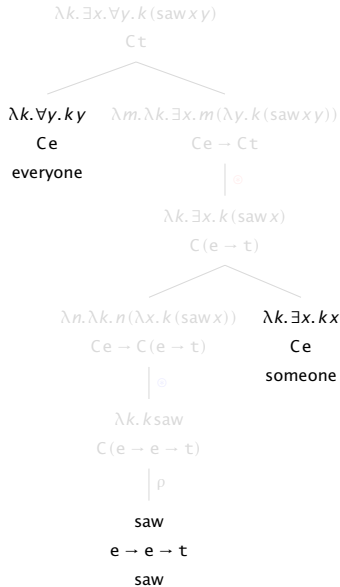 λk.∃x.∀y.k(saw x y)
Ct
λk.∀y.k y λm.λk.∃x.m(λy.k(saw x y))
Ce Ce → Ct
everyone
⊛
λk.∃x.k(saw x)
C(e → t)
λn.λk.n(λx.k(saw x)) λk.∃x.k x
Ce → C(e → t) Ce
someone
⊛
λk.k saw
C(e → e → t)
ρ
saw
e → e → t
saw